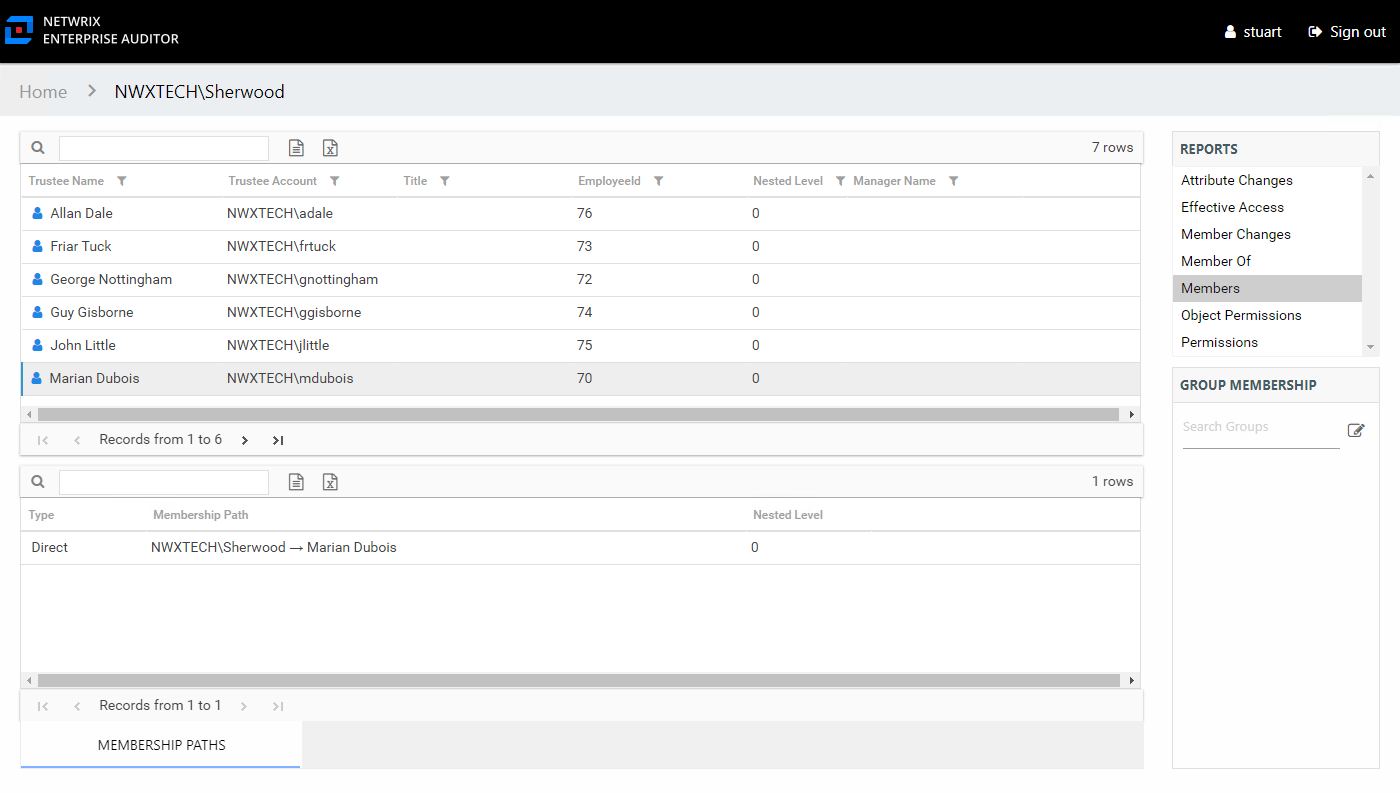 NETWRIX
ENTERPRISE AUDITOR
stuart Sign out
Home > NWXTECH\Sherwood
7 rows
Trustee Name Trustee Account Title EmployeeId Nested Level Manager Name
Allan Dale NWXTECH\adale 76 0
Friar Tuck NWXTECH\frtuck 73 0
George Nottingham NWXTECH\gnottingham 72 0
Guy Gisborne NWXTECH\ggisborne 74 0
John Little NWXTECH\jlittle 75 0
Marian Dubois NWXTECH\mdubois 70 0
Records from 1 to 6
1 rows
Type Membership Path Nested Level
Direct NWXTECH\Sherwood → Marian Dubois 0
Records from 1 to 1
MEMBERSHIP PATHS
REPORTS
Attribute Changes
Effective Access
Member Changes
Member Of
Members
Object Permissions
Permissions
GROUP MEMBERSHIP
Search Groups